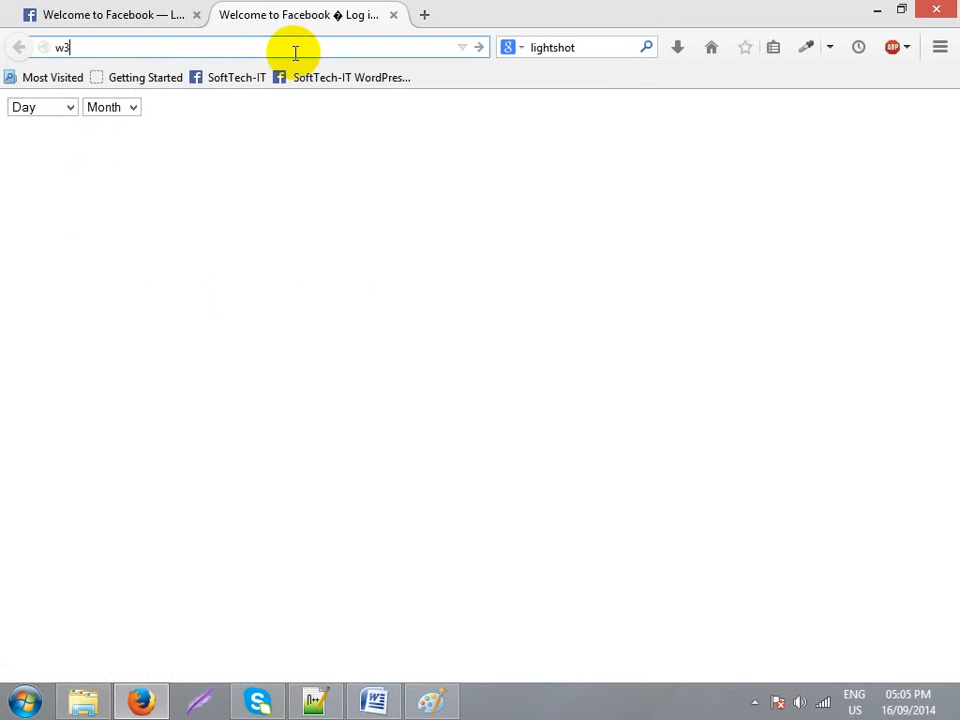 Welcome to Facebook — L...
Welcome to Facebook � Log i...
w3
lightshot
Most Visited
Getting Started
SoftTech-IT
SoftTech-IT WordPres...
Day
Month
ENG
US
05:05 PM
16/09/2014